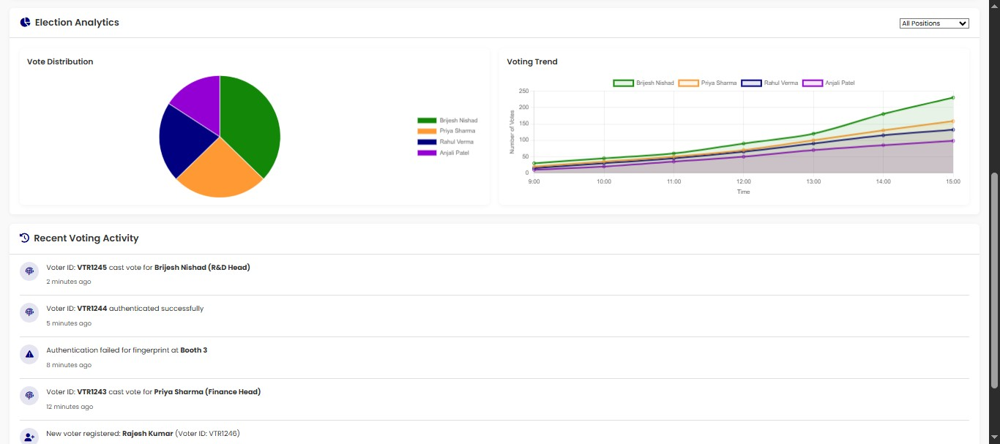 Election Analytics
All Positions
Vote Distribution
Brijesh Nishad
Priya Sharma
Rahul Verma
Anjali Patel
Voting Trend
Brijesh Nishad Priya Sharma Rahul Verma Anjali Patel
Number of Votes
250
200
150
100
50
0
9:00 10:00 11:00 12:00 13:00 14:00 15:00
Time
Recent Voting Activity
Voter ID: VTR1245 cast vote for Brijesh Nishad (R&D Head)
2 minutes ago
Voter ID: VTR1244 authenticated successfully
5 minutes ago
Authentication failed for fingerprint at Booth 3
8 minutes ago
Voter ID: VTR1243 cast vote for Priya Sharma (Finance Head)
12 minutes ago
New voter registered: Rajesh Kumar (Voter ID: VTR1246)